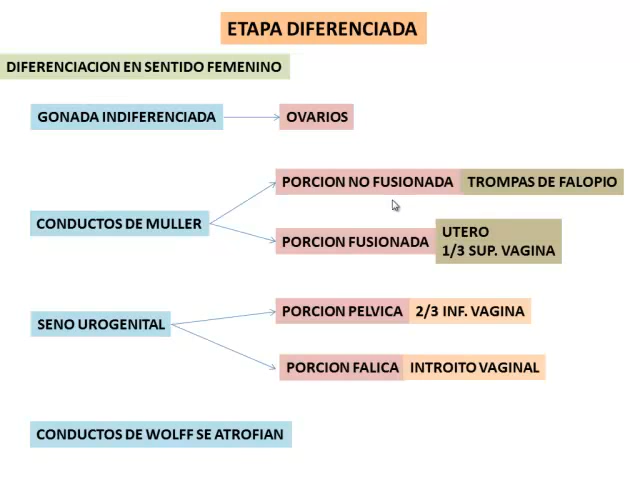 ETAPA DIFERENCIADA
DIFERENCIACION EN SENTIDO FEMENINO
GONADA INDIFERENCIADA
OVARIOS
PORCION NO FUSIONADA
TROMPAS DE FALOPIO
CONDUCTOS DE MULLER
PORCION FUSIONADA
UTERO
1/3 SUP. VAGINA
SENO UROGENITAL
PORCION PELVICA
2/3 INF. VAGINA
PORCION FALICA
INTROITO VAGINAL
CONDUCTOS DE WOLFF SE ATROFIAN